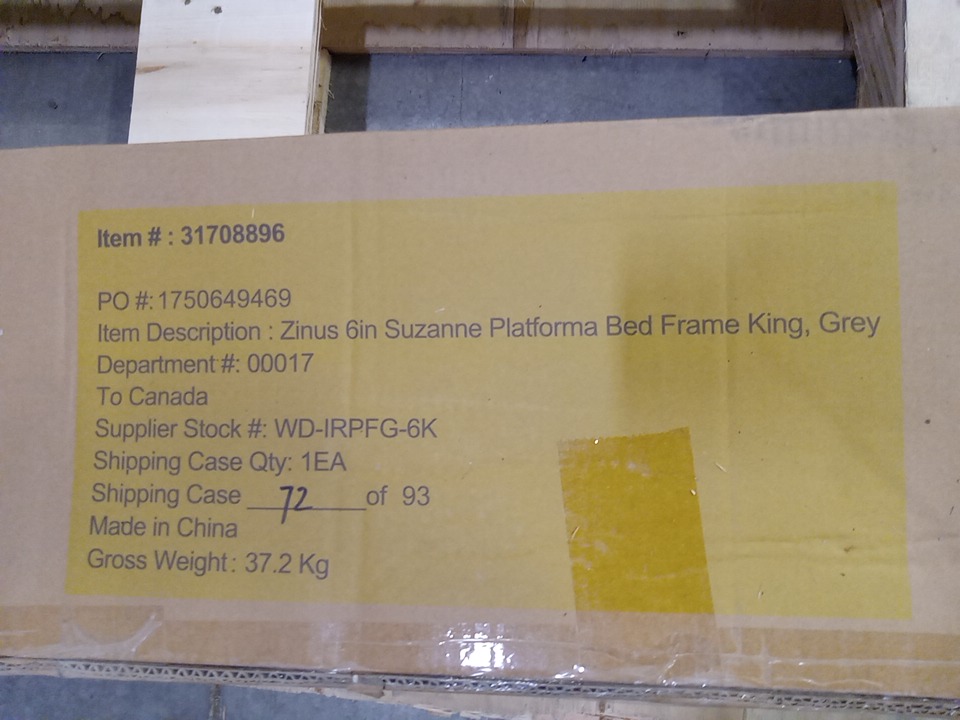 Item # : 31708896
PO #: 1750649469
Item Description : Zinus 6in Suzanne Platforma Bed Frame King, Grey
Department #: 00017
To Canada
Supplier Stock #: WD-IRPFG-6K
Shipping Case Qty: 1EA
Shipping Case 72 of 93
Made in China
Gross Weight: 37.2 Kg